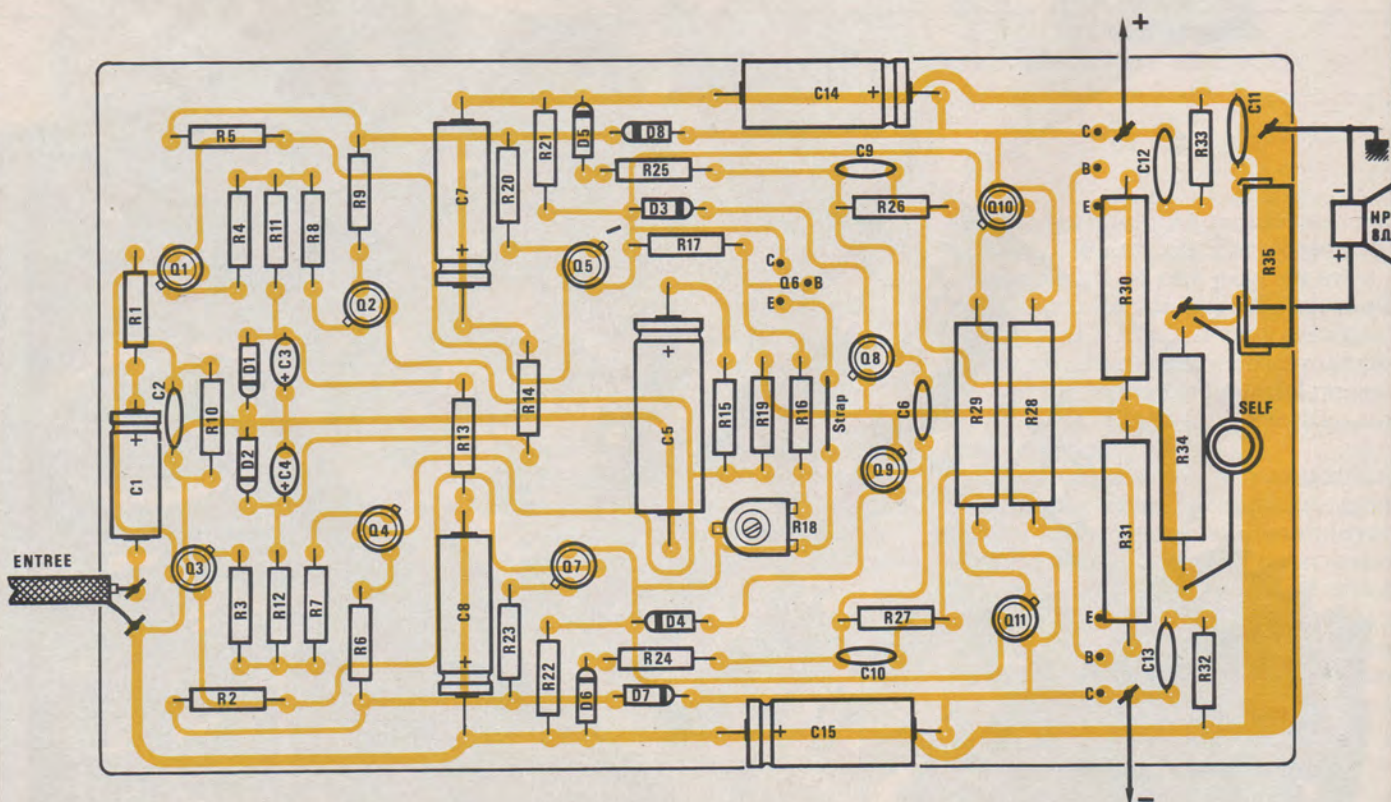 +
C14
+
C11
R5
R21
D5
D8
R33
C9
C
C12
R9
C7
R20
R25
B
R4
R11
R8
D3
R26
Q10
E
−
HP
8Ω
+
Q1
Q5
R17
C
Q6
B
E
R35
R1
Q2
+
R30
D1
C3
+
+
Q8
C2
R10
R14
R15
R19
R16
Strap
C6
R29
R28
R34
SELF
+
C1
D2
+
C4
R13
C5
Q9
R18
Q4
R31
ENTREE
Q3
Q7
R3
R12
R7
R6
C8
R23
D4
R27
Q11
E
R24
C10
B
C13
R32
+
R2
R22
D6
D7
C
+
C15
−